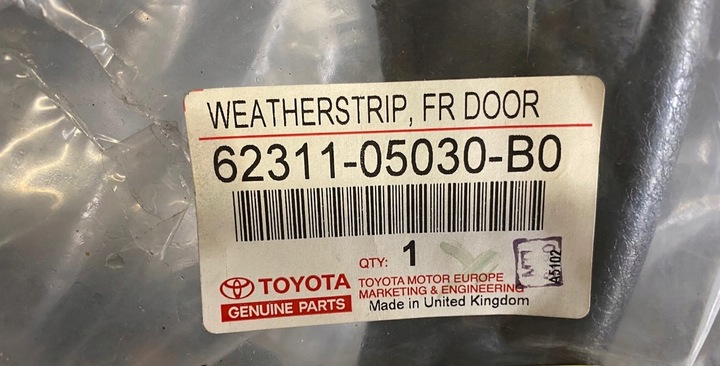 WEATHERSTRIP, FR DOOR
62311-05030-B0
QTY: 1
TOYOTA
GENUINE PARTS
TOYOTA MOTOR EUROPE
MARKETING & ENGINEERING
Made in United Kingdom
A5102